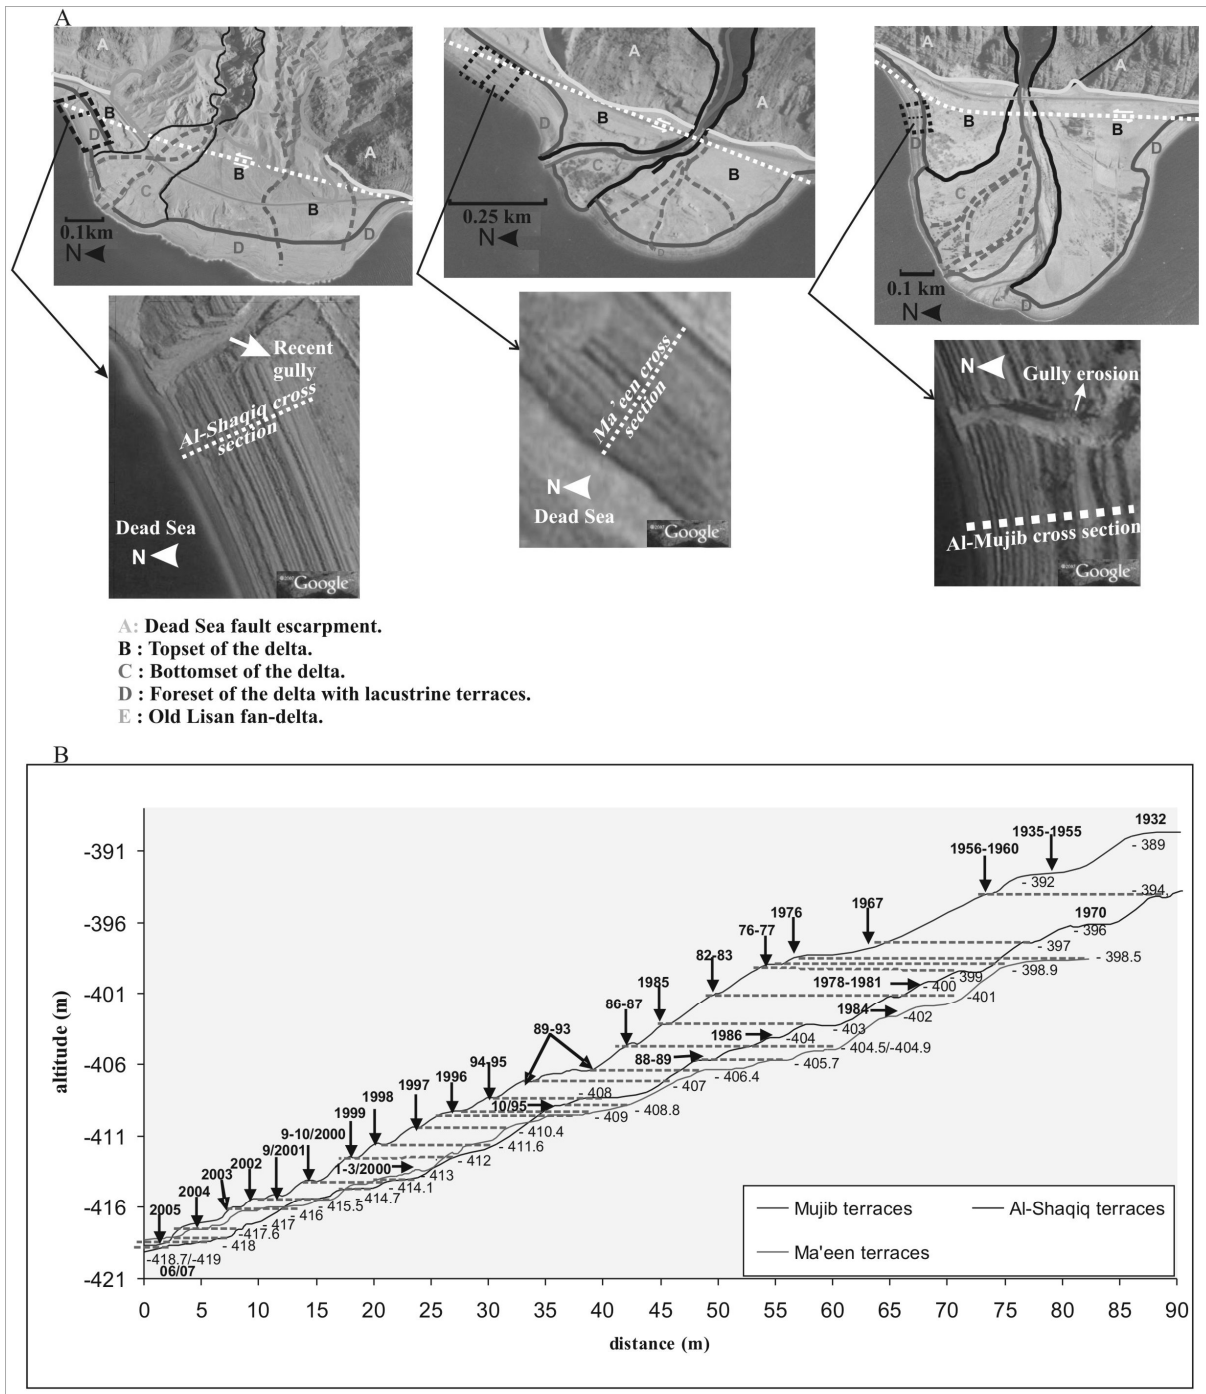 A
A
B
D
C
B
A
B
D
D
0.1km
N
A
A
B
D
C
B
D
0.25 km
N
A
A
B
B
D
D
C
D
0.1 km
N
Recent
gully
Al-Shaqiq cross
section
Dead Sea
N
Google
Ma'een cross
section
N
Dead Sea
Google
N
Gully erosion
Al-Mujib cross section
Google
A: Dead Sea fault escarpment.
B : Topset of the delta.
C : Bottomset of the delta.
D : Foreset of the delta with lacustrine terraces.
E : Old Lisan fan-delta.
B
altitude (m)
-391
-396
-401
-406
-411
-416
-421
1932
1935-1955
- 389
1956-1960
- 392
- 394
1967
1976
1970
- 396
76-77
- 397
- 398.5
82-83
- 398.9
- 399
1978-1981
- 400
-401
1985
1984
-402
86-87
- 403
1986
-404
- 404.5/-404.9
89-93
88-89
- 405.7
- 406.4
94-95
- 407
1996
- 408
10/95
- 408.8
1997
- 409
1998
- 410.4
1999
- 411.6
9-10/2000
- 412
1-3/2000
413
9/2001
- 414.1
2002
- 414.7
2003
- 415.5
2004
- 416
- 417
2005
-417.6
- 418
-418.7/-419
06/07
Mujib terraces
Al-Shaqiq terraces
Ma'een terraces
0 5 10 15 20 25 30 35 40 45 50 55 60 65 70 75 80 85 90
distance (m)